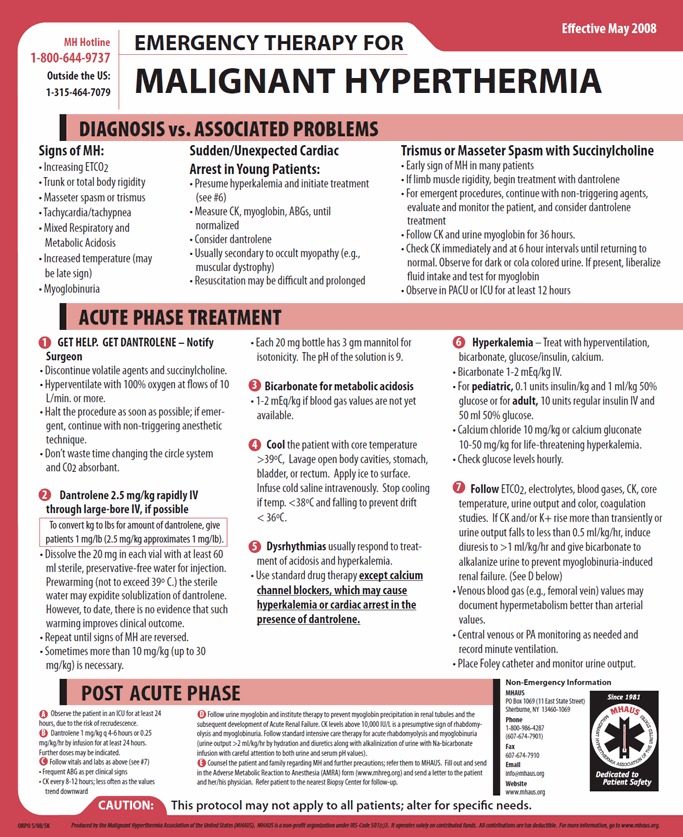 Effective May 2008
MH Hotline
1-800-644-9737
Outside the US:
1-315-464-7079
EMERGENCY THERAPY FOR
MALIGNANT HYPERTHERMIA
DIAGNOSIS vs. ASSOCIATED PROBLEMS
Signs of MH:
• Increasing ETCO2
• Trunk or total body rigidity
• Masseter spasm or trismus
• Tachycardia/tachypnea
• Mixed Respiratory and
Metabolic Acidosis
• Increased temperature (may
be late sign)
• Myoglobinuria
Sudden/Unexpected Cardiac
Arrest in Young Patients:
• Presume hyperkalemia and initiate treatment
(see #6)
• Measure CK, myoglobin, ABGs, until
normalized
• Consider dantrolene
• Usually secondary to occult myopathy (e.g.,
muscular dystrophy)
• Resuscitation may be difficult and prolonged
Trismus or Masseter Spasm with Succinylcholine
• Early sign of MH in many patients
• If limb muscle rigidity, begin treatment with dantrolene
• For emergent procedures, continue with non-triggering agents,
evaluate and monitor the patient, and consider dantrolene
treatment
• Follow CK and urine myoglobin for 36 hours.
• Check CK immediately and at 6 hour intervals until returning to
normal. Observe for dark or cola colored urine. If present, liberalize
fluid intake and test for myoglobin
• Observe in PACU or ICU for at least 12 hours
ACUTE PHASE TREATMENT
1 GET HELP. GET DANTROLENE – Notify
Surgeon
• Discontinue volatile agents and succinylcholine.
• Hyperventilate with 100% oxygen at flows of 10
L/min. or more.
• Halt the procedure as soon as possible; if emer-
gent, continue with non-triggering anesthetic
technique.
• Don't waste time changing the circle system
and CO2 absorbant.
2 Dantrolene 2.5 mg/kg rapidly IV
through large-bore IV, if possible
To convert kg to lbs for amount of dantrolene, give
patients 1 mg/lb (2.5 mg/kg approximates 1 mg/lb).
• Dissolve the 20 mg in each vial with at least 60
ml sterile, preservative-free water for injection.
Prewarming (not to exceed 39º C.) the sterile
water may expidite solublization of dantrolene.
However, to date, there is no evidence that such
warming improves clinical outcome.
• Repeat until signs of MH are reversed.
• Sometimes more than 10 mg/kg (up to 30
mg/kg) is necessary.
• Each 20 mg bottle has 3 gm mannitol for
isotonicity. The pH of the solution is 9.
3 Bicarbonate for metabolic acidosis
• 1-2 mEq/kg if blood gas values are not yet
available.
4 Cool the patient with core temperature
>39ºC, Lavage open body cavities, stomach,
bladder, or rectum. Apply ice to surface.
Infuse cold saline intravenously. Stop cooling
if temp. <38ºC and falling to prevent drift
< 36ºC.
5 Dysrhythmias usually respond to treat-
ment of acidosis and hyperkalemia.
• Use standard drug therapy except calcium
channel blockers, which may cause
hyperkalemia or cardiac arrest in the
presence of dantrolene.
6 Hyperkalemia – Treat with hyperventilation,
bicarbonate, glucose/insulin, calcium.
• Bicarbonate 1-2 mEq/kg IV.
• For pediatric, 0.1 units insulin/kg and 1 ml/kg 50%
glucose or for adult, 10 units regular insulin IV and
50 ml 50% glucose.
• Calcium chloride 10 mg/kg or calcium gluconate
10-50 mg/kg for life-threatening hyperkalemia.
• Check glucose levels hourly.
7 Follow ETCO2, electrolytes, blood gases, CK, core
temperature, urine output and color, coagulation
studies. If CK and/or K+ rise more than transiently or
urine output falls to less than 0.5 ml/kg/hr, induce
diuresis to >1 ml/kg/hr and give bicarbonate to
alkalanize urine to prevent myoglobinuria-induced
renal failure. (See D below)
• Venous blood gas (e.g., femoral vein) values may
document hypermetabolism better than arterial
values.
• Central venous or PA monitoring as needed and
record minute ventilation.
• Place Foley catheter and monitor urine output.
POST ACUTE PHASE
A Observe the patient in an ICU for at least 24
hours, due to the risk of recrudescence.
B Dantrolene 1 mg/kg q 4-6 hours or 0.25
mg/kg/hr by infusion for at least 24 hours.
Further doses may be indicated.
C Follow vitals and labs as above (see #7)
• Frequent ABG as per clinical signs
• CK every 8-12 hours; less often as the values
trend downward
D Follow urine myoglobin and institute therapy to prevent myoglobin precipitation in renal tubules and the
subsequent development of Acute Renal Failure. CK levels above 10,000 IU/L is a presumptive sign of rhabdomy-
olysis and myoglobinuria. Follow standard intensive care therapy for acute rhabdomyolysis and myoglobinuria
(urine output >2 ml/kg/hr by hydration and diuretics along with alkalinization of urine with Na-bicarbonate
infusion with careful attention to both urine and serum pH values).
E Counsel the patient and family regarding MH and further precautions; refer them to MHAUS. Fill out and send
in the Adverse Metabolic Reaction to Anesthesia (AMRA) form (www.mhreg.org) and send a letter to the patient
and her/his physician. Refer patient to the nearest Biopsy Center for follow-up.
Non-Emergency Information
MHAUS
PO Box 1069 (11 East State Street)
Sherburne, NY 13460-1069
Phone
1-800-986-4287
(607-674-7901)
Fax
607-674-7910
Email
info@mhaus.org
Website
www.mhaus.org
Since 1981
MHAUS
MALIGNANT HYPERTHERMIA ASSOCIATION OF THE UNITED STATES
Dedicated to
Patient Safety
CAUTION: This protocol may not apply to all patients; alter for specific needs.
ORPO 5/08/5K
Produced by the Malignant Hyperthermia Association of the United States (MHAUS). MHAUS is a non-profit organization under IRS-Code 501(c)3. It operates solely on contributed funds. All contributions are tax deductible. For more information, go to www.mhaus.org.